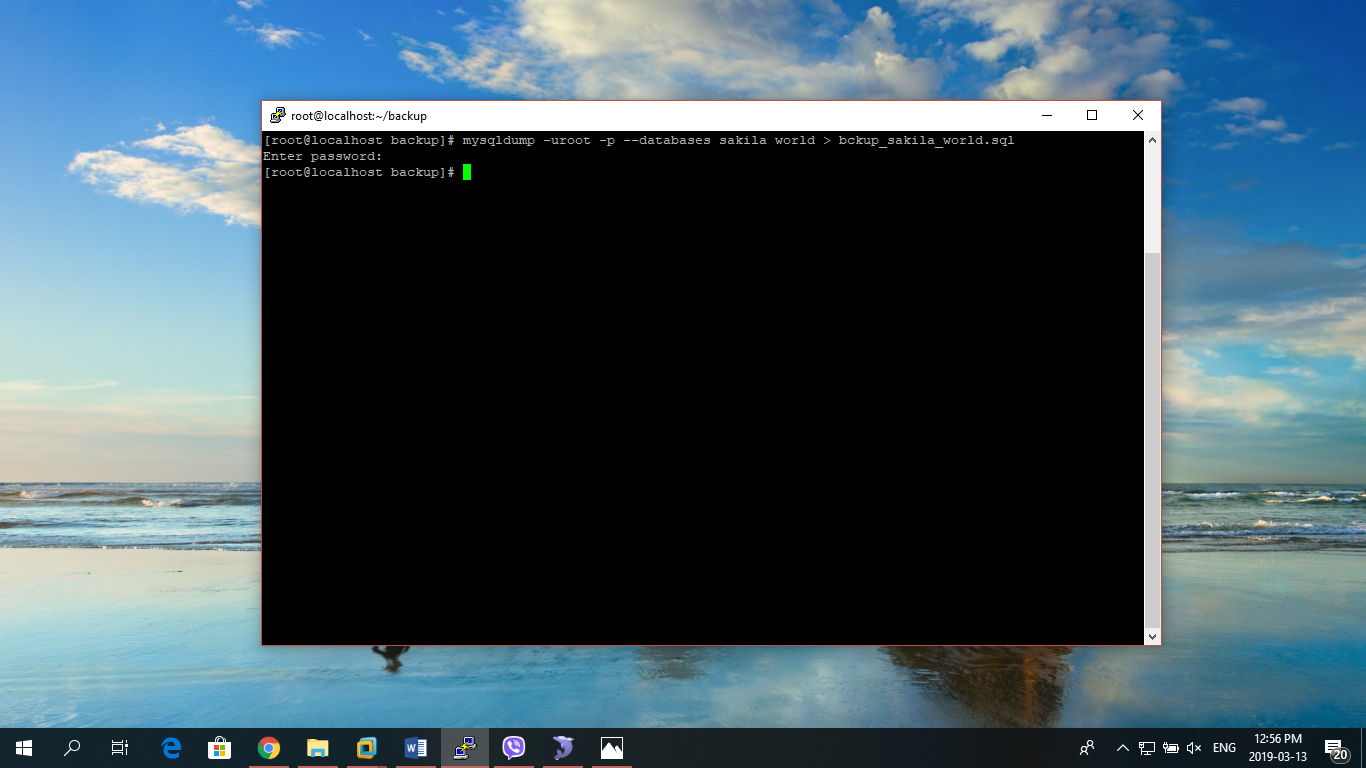 root@localhost:~/backup
[root@localhost backup]# mysqldump -uroot -p --databases sakila world > bckup_sakila_world.sql
Enter password:
[root@localhost backup]#
ENG
12:56 PM
2019-03-13
20